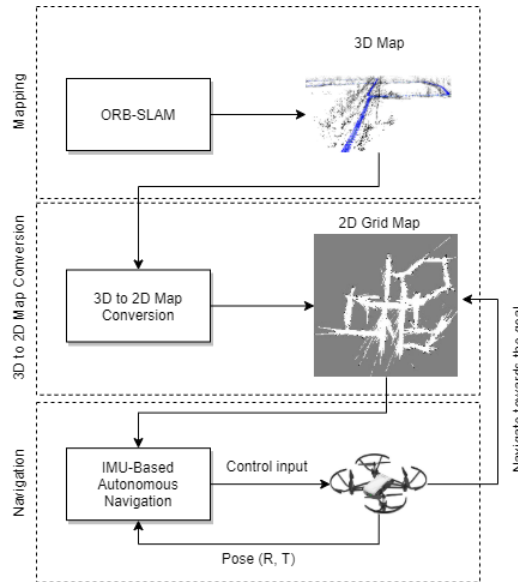 Mapping
3D Map
ORB-SLAM
3D to 2D Map Conversion
2D Grid Map
3D to 2D Map
Conversion
Navigate towards the goal
Navigation
IMU-Based
Autonomous
Navigation
Control input
Pose (R, T)